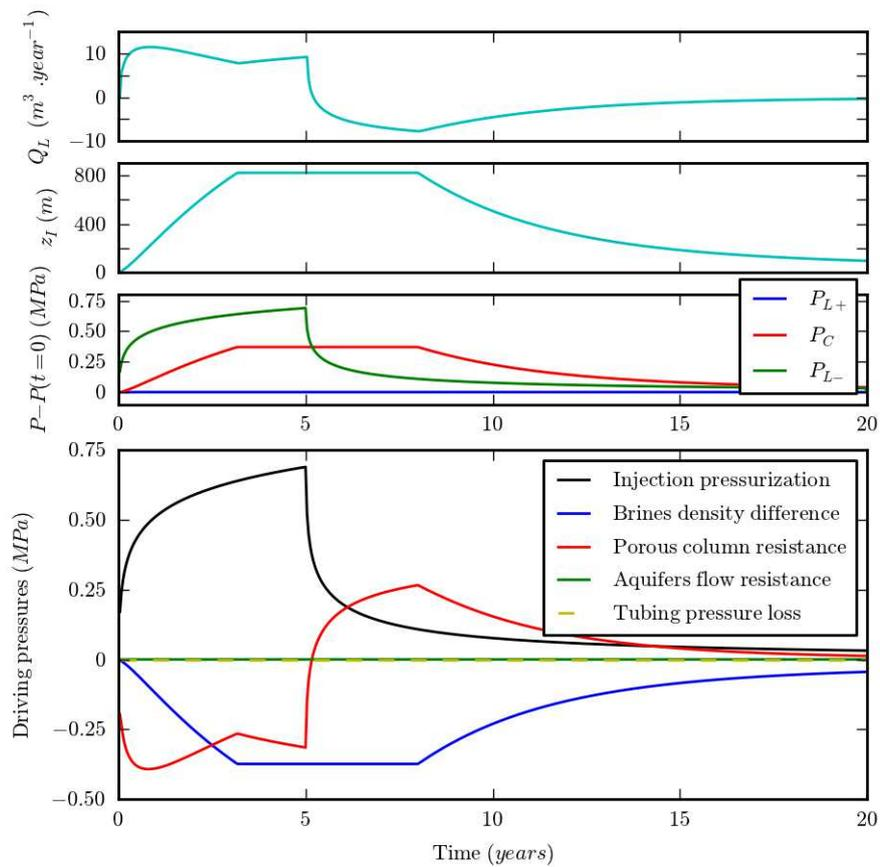 Q_L (m^3 .year^{-1})
10
0
−10
z_I (m)
800
400
0
P−P(t=0) (MPa)
0.75
0.50
0.25
0
P_{L+}
P_C
P_{L−}
0 5 10 15 20
Driving pressures (MPa)
0.75
0.50
0.25
0
−0.25
−0.50
Injection pressurization
Brines density difference
Porous column resistance
Aquifers flow resistance
Tubing pressure loss
0 5 10 15 20
Time (years)